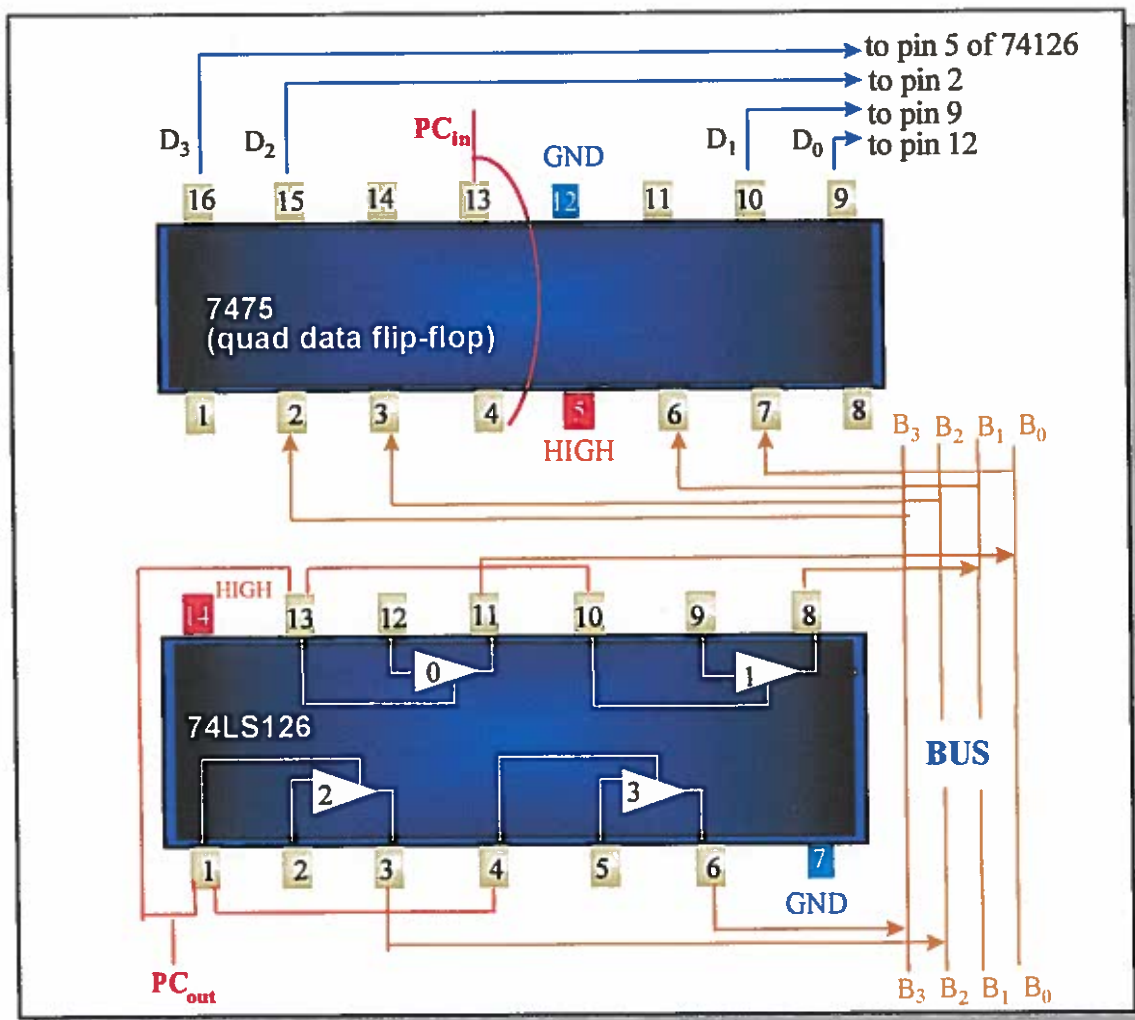 to pin 5 of 74126
to pin 2
to pin 9
to pin 12
D3 D2 PCin GND D1 D0
16 15 14 13 12 11 10 9
7475
(quad data flip-flop)
1 2 3 4 5 6 7 8
HIGH
B3 B2 B1 B0
HIGH
14 13 12 11 10 9 8
0 1
74LS126
BUS
2 3
1 2 3 4 5 6 7
GND
PCout
B3 B2 B1 B0